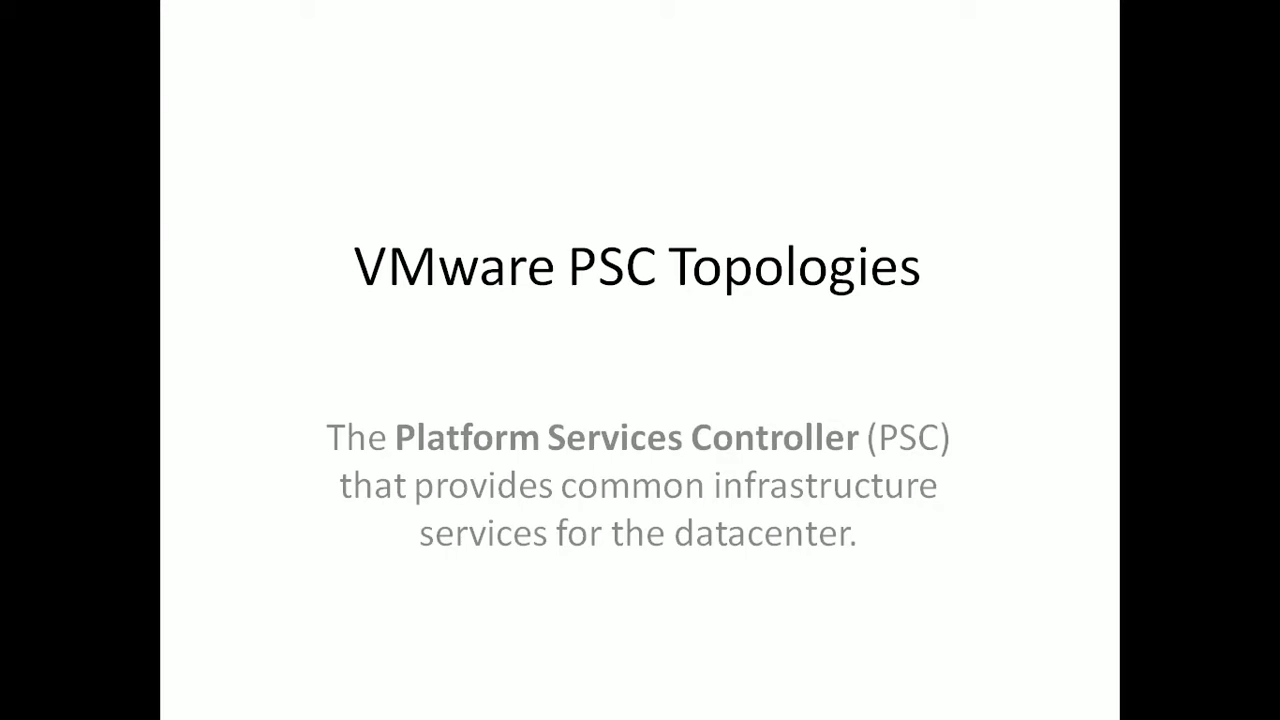 VMware PSC Topologies
The Platform Services Controller (PSC)
that provides common infrastructure
services for the datacenter.